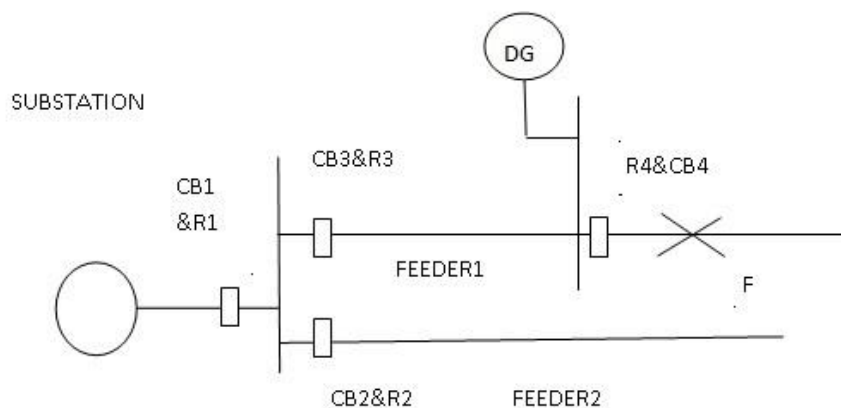 DG
SUBSTATION
CB3&R3
R4&CB4
CB1
&R1
FEEDER1
F
CB2&R2
FEEDER2